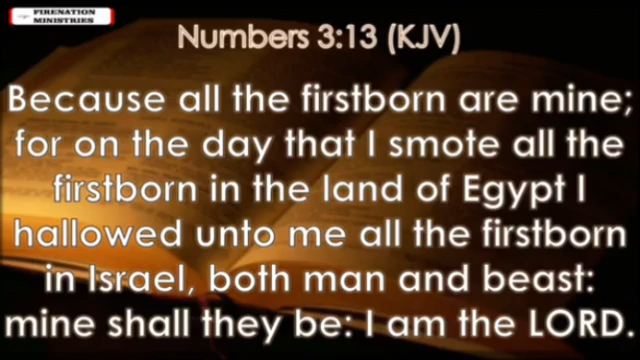 FIRENATION
MINISTRIES
Numbers 3:13 (KJV)
Because all the firstborn are mine;
for on the day that I smote all the
firstborn in the land of Egypt I
hallowed unto me all the firstborn
in Israel, both man and beast:
mine shall they be: I am the LORD.